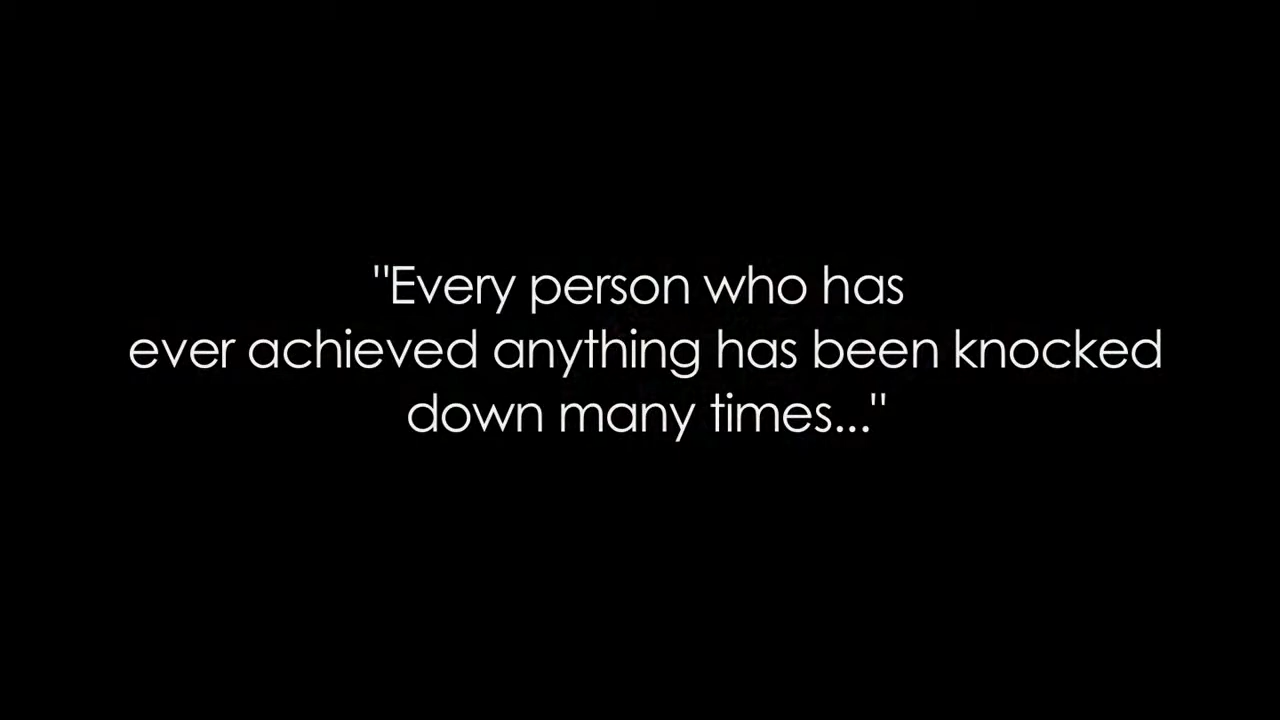 "Every person who has
ever achieved anything has been knocked
down many times..."